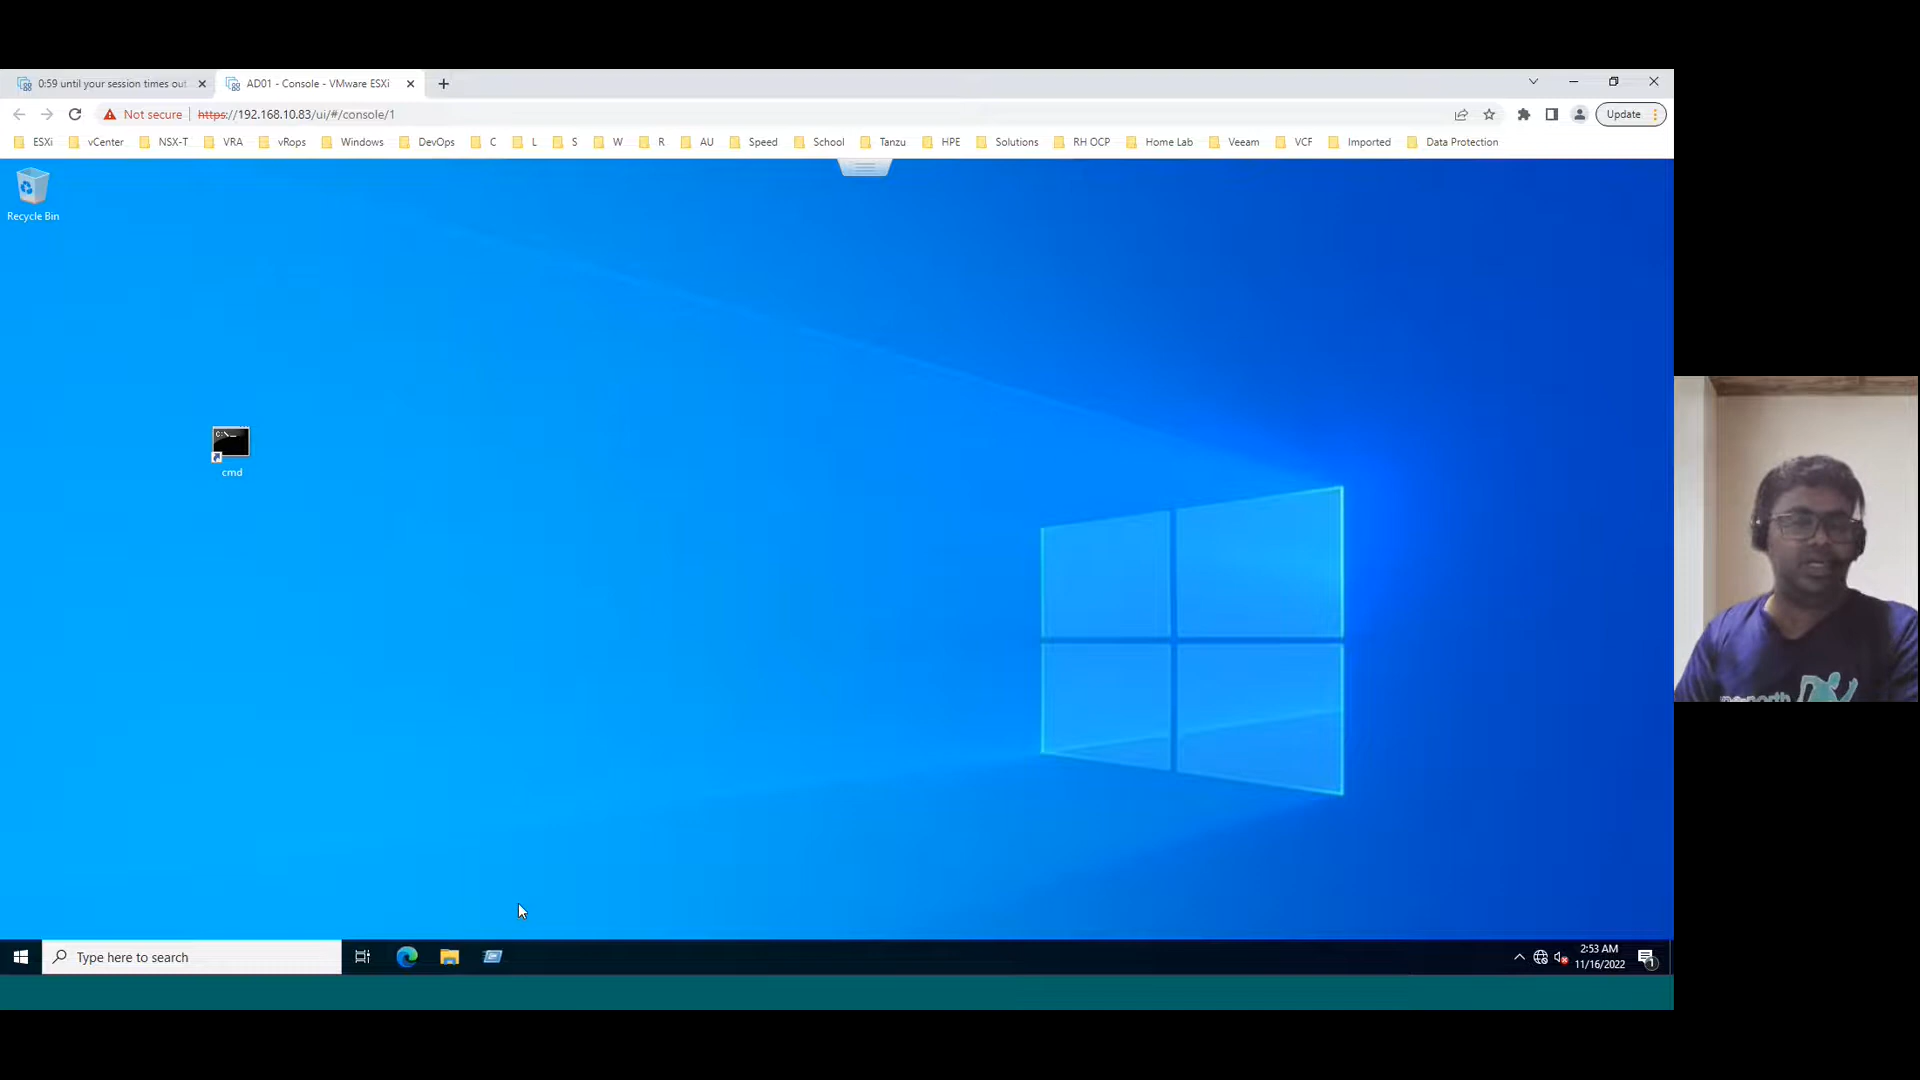 0:59 until your session times out
AD01 - Console - VMware ESXi
Not secure
https://192.168.10.83/ui/#/console/1
Update
ESXi
vCenter
NSX-T
VRA
vRops
Windows
DevOps
C
L
S
W
R
AU
Speed
School
Tanzu
HPE
Solutions
RH OCP
Home Lab
Veeam
VCF
Imported
Data Protection
Recycle Bin
C:\
cmd
Type here to search
2:53 AM
11/16/2022
1